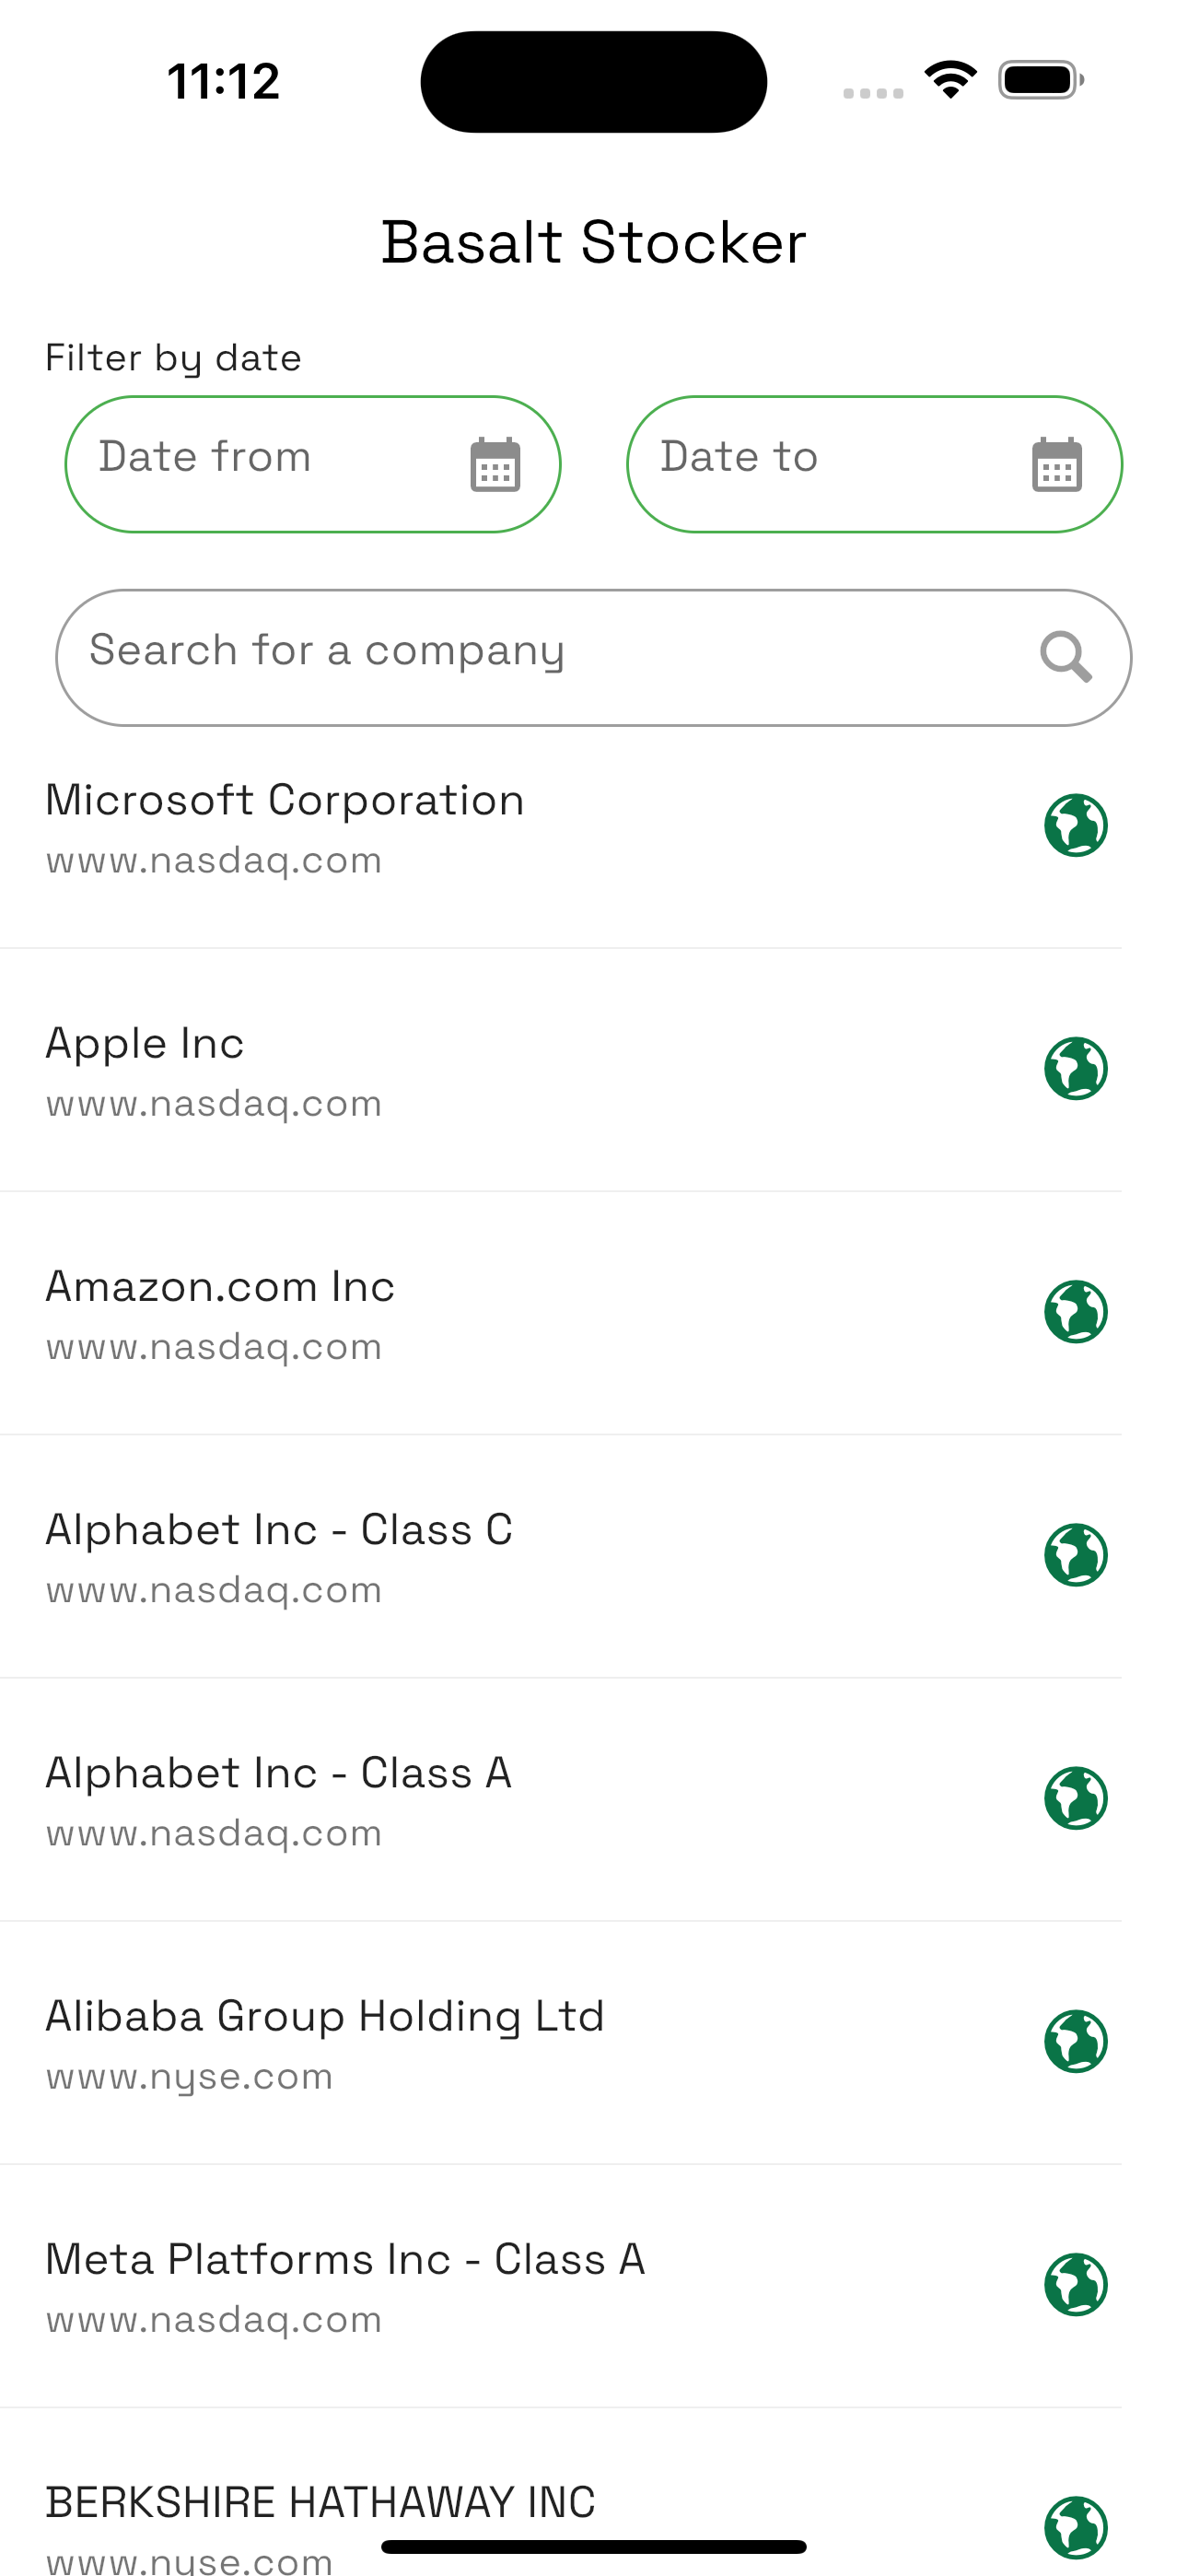 11:12
Basalt Stocker
Filter by date
Date from
Date to
Search for a company
Microsoft Corporation
www.nasdaq.com
Apple Inc
www.nasdaq.com
Amazon.com Inc
www.nasdaq.com
Alphabet Inc - Class C
www.nasdaq.com
Alphabet Inc - Class A
www.nasdaq.com
Alibaba Group Holding Ltd
www.nyse.com
Meta Platforms Inc - Class A
www.nasdaq.com
BERKSHIRE HATHAWAY INC
www.nyse.com